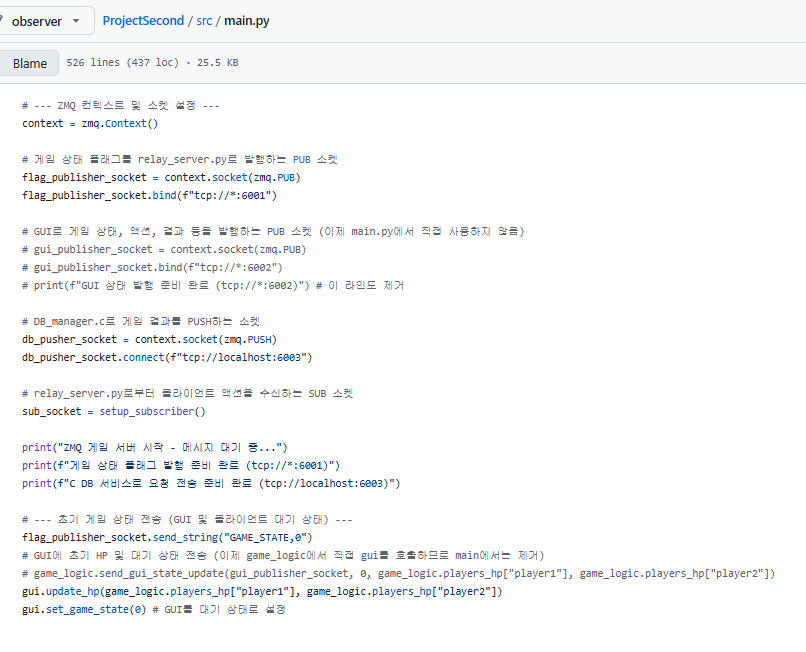 observer ProjectSecond / src / main.py
Blame 526 lines (437 loc) · 25.5 KB
# --- ZMQ 컨텍스트 및 소켓 설정 ---
context = zmq.Context()
# 게임 상태 플래그를 relay_server.py로 발행하는 PUB 소켓
flag_publisher_socket = context.socket(zmq.PUB)
flag_publisher_socket.bind(f"tcp://*:6001")
# GUI로 게임 상태, 액션, 결과 등을 발행하는 PUB 소켓 (이제 main.py에서 직접 사용하지 않음)
# gui_publisher_socket = context.socket(zmq.PUB)
# gui_publisher_socket.bind(f"tcp://*:6002")
# print(f"GUI 상태 발행 준비 완료 (tcp://*:6002)") # 이 라인도 제거
# DB_manager.c로 게임 결과를 PUSH하는 소켓
db_pusher_socket = context.socket(zmq.PUSH)
db_pusher_socket.connect(f"tcp://localhost:6003")
# relay_server.py로부터 클라이언트 액션을 수신하는 SUB 소켓
sub_socket = setup_subscriber()
print("ZMQ 게임 서버 시작 - 메시지 대기 중...")
print(f"게임 상태 플래그 발행 준비 완료 (tcp://*:6001)")
print(f"C DB 서비스로 요청 전송 준비 완료 (tcp://localhost:6003)")
# --- 초기 게임 상태 전송 (GUI 및 클라이언트 대기 상태) ---
flag_publisher_socket.send_string("GAME_STATE,0")
# GUI에 초기 HP 및 대기 상태 전송 (이제 game_logic에서 직접 gui를 호출하므로 main에서는 제거)
# game_logic.send_gui_state_update(gui_publisher_socket, 0, game_logic.players_hp["player1"], game_logic.players_hp["player2"])
gui.update_hp(game_logic.players_hp["player1"], game_logic.players_hp["player2"])
gui.set_game_state(0) # GUI를 대기 상태로 설정